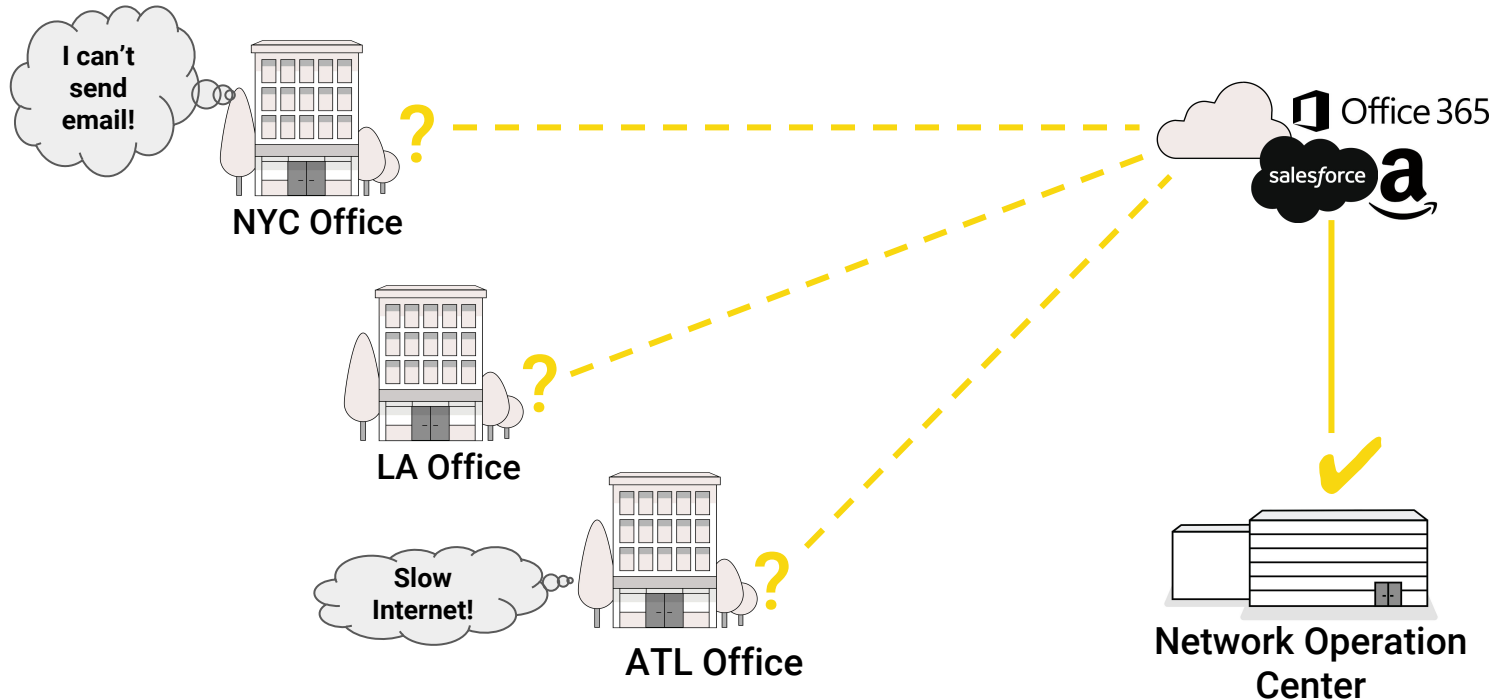 I can’t
send
email!
?
NYC Office
Office 365
salesforce
a
?
LA Office
Slow
Internet!
?
ATL Office
Network Operation
Center